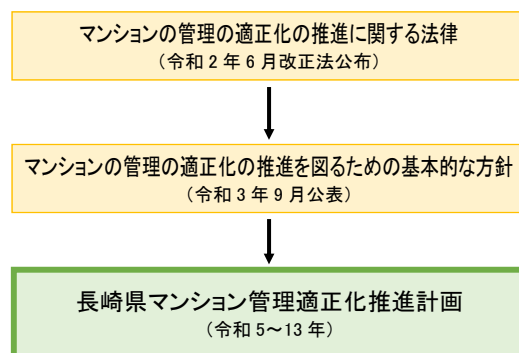 マンションの管理の適正化の推進に関する法律
（令和２年６月改正法公布）
マンションの管理の適正化の推進を図るための基本的な方針
（令和３年９月公表）
長崎県マンション管理適正化推進計画
（令和５～13 年）